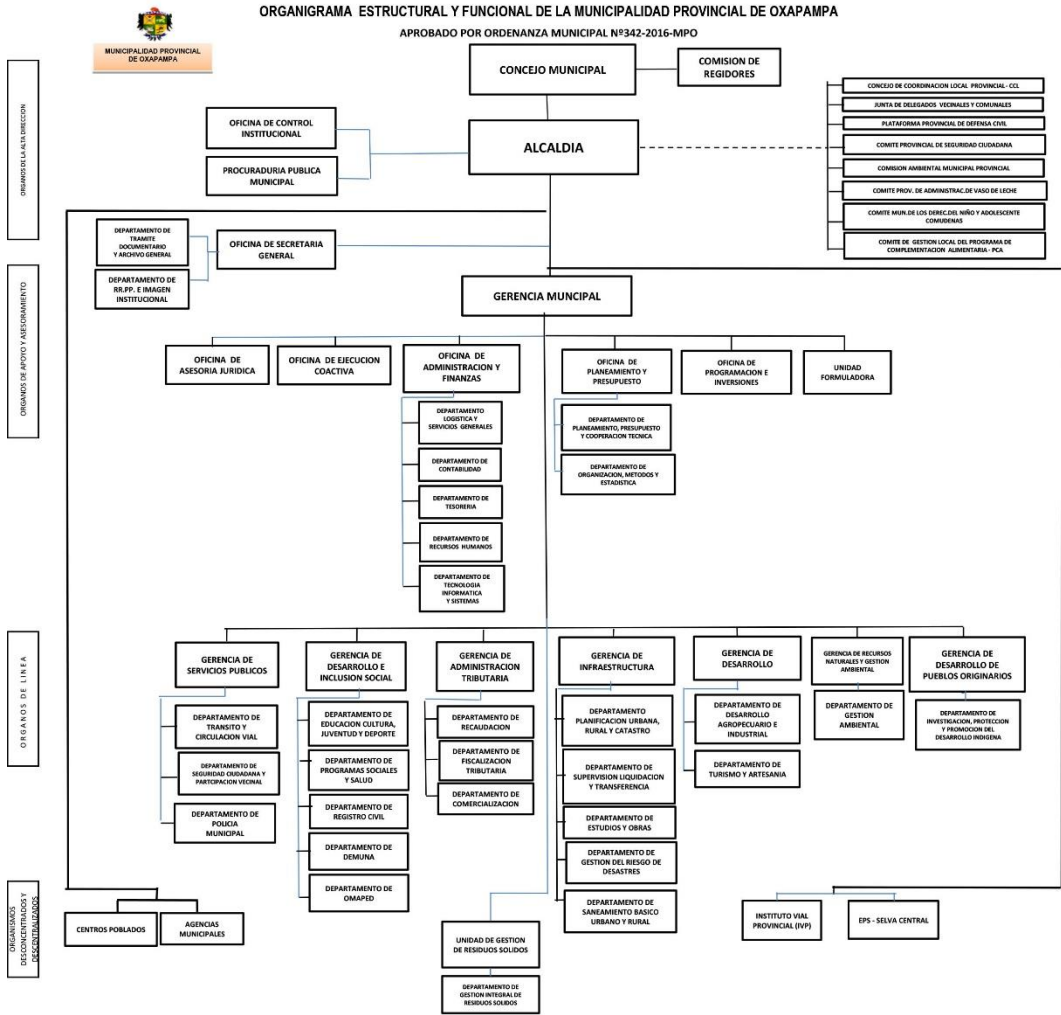 ORGANIGRAMA ESTRUCTURAL Y FUNCIONAL DE LA MUNICIPALIDAD PROVINCIAL DE OXAPAMPA
APROBADO POR ORDENANZA MUNICIPAL Nº342-2016-MPO
MUNICIPALIDAD PROVINCIAL
DE OXAPAMPA
ORGANOS DE LA ALTA DIRECCION
CONCEJO MUNICIPAL
COMISION DE
REGIDORES
OFICINA DE CONTROL
INSTITUCIONAL
PROCURADURIA PUBLICA
MUNICIPAL
ALCALDIA
CONCEJO DE COORDINACION LOCAL PROVINCIAL - CCL
JUNTA DE DELEGADOS VECINALES Y COMUNALES
PLATAFORMA PROVINCIAL DE DEFENSA CIVIL
COMITE PROVINCIAL DE SEGURIDAD CIUDADANA
COMISION AMBIENTAL MUNICIPAL PROVINCIAL
COMITE PROV. DE ADMINISTRAC.DE VASO DE LECHE
COMITE MUN.DE LOS DEREC.DEL NIÑO Y ADOLESCENTE
COMUDENAS
COMITE DE GESTION LOCAL DEL PROGRAMA DE
COMPLEMENTACION ALIMENTARIA - PCA
DEPARTAMENTO DE
TRAMITE
DOCUMENTARIO
Y ARCHIVO GENERAL
DEPARTAMENTO DE
RR.PP. E IMAGEN
INSTITUCIONAL
OFICINA DE SECRETARIA
GENERAL
ORGANOS DE APOYO Y ASESORAMIENTO
GERENCIA MUNCIPAL
OFICINA DE
ASESORIA JURIDICA
OFICINA DE EJECUCION
COACTIVA
OFICINA DE
ADMINISTRACION Y
FINANZAS
OFICINA DE
PLANEAMIENTO Y
PRESUPUESTO
OFICINA DE
PROGRAMACION E
INVERSIONES
UNIDAD
FORMULADORA
DEPARTAMENTO
LOGISTICA Y
SERVICIOS GENERALES
DEPARTAMENTO DE
CONTABILIDAD
DEPARTAMENTO DE
TESORERIA
DEPARTAMENTO DE
RECURSOS HUMANOS
DEPARTAMENTO DE
TECNOLOGIA
INFORMATICA
Y SISTEMAS
DEPARTAMENTO DE
PLANEAMIENTO, PRESUPUESTO
Y COOPERACION TECNICA
DEPARTAMENTO DE
ORGANIZACION, METODOS Y
ESTADISTICA
ORGANOS DE LINEA
GERENCIA DE
SERVICIOS PUBLICOS
DEPARTAMENTO DE
TRANSITO Y
CIRCULACION VIAL
DEPARTAMENTO DE
SEGURIDAD CIUDADANA Y
PARTICIPACION VECINAL
DEPARTAMENTO DE
POLICIA
MUNICIPAL
GERENCIA DE
DESARROLLO E
INCLUSION SOCIAL
DEPARTAMENTO DE
EDUCACION CULTURA,
JUVENTUD Y DEPORTE
DEPARTAMENTO DE
PROGRAMAS SOCIALES
Y SALUD
DEPARTAMENTO DE
REGISTRO CIVIL
DEPARTAMENTO DE
DEMUNA
DEPARTAMENTO DE
OMAPED
GERENCIA DE
ADMINISTRACION
TRIBUTARIA
DEPARTAMENTO DE
RECAUDACION
DEPARTAMENTO DE
FISCALIZACION
TRIBUTARIA
DEPARTAMENTO DE
COMERCIALIZACION
GERENCIA DE
INFRAESTRUCTURA
DEPARTAMENTO
PLANIFICACION URBANA,
RURAL Y CATASTRO
DEPARTAMENTO DE
SUPERVISION LIQUIDACION
Y TRANSFERENCIA
DEPARTAMENTO DE
ESTUDIOS Y OBRAS
DEPARTAMENTO DE
GESTION DEL RIESGO DE
DESASTRES
DEPARTAMENTO DE
SANEAMIENTO BASICO
URBANO Y RURAL
GERENCIA DE
DESARROLLO
DEPARTAMENTO DE
DESARROLLO
AGROPECUARIO E
INDUSTRIAL
DEPARTAMENTO DE
TURISMO Y ARTESANIA
GERENCIA DE RECURSOS
NATURALES Y GESTION
AMBIENTAL
DEPARTAMENTO DE
GESTION
AMBIENTAL
GERENCIA DE
DESARROLLO DE
PUEBLOS ORIGINARIOS
DEPARTAMENTO DE
INVESTIGACION, PROTECCION
Y PROMOCION DEL
DESARROLLO INDIGENA
ORGANISMOS
DESCONCENTRADOS Y
DESCENTRALIZADOS
CENTROS POBLADOS
AGENCIAS
MUNICIPALES
UNIDAD DE GESTION
DE RESIDUOS SOLIDOS
DEPARTAMENTO DE
GESTION INTEGRAL DE
RESIDUOS SOLIDOS
INSTITUTO VIAL
PROVINCIAL (IVP)
EPS - SELVA CENTRAL